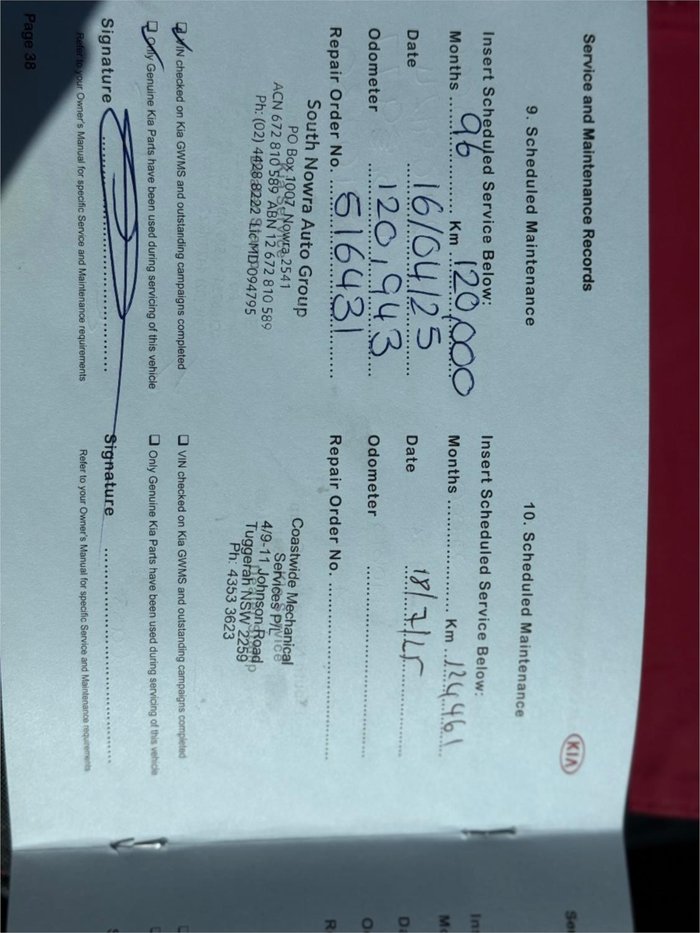 Service and Maintenance Records
KIA
9. Scheduled Maintenance
Insert Scheduled Service Below:
Months 96 Km 120,000
Date 16/04/25
Odometer 120,943
Repair Order No. 516431
South Nowra Auto Group
PO Box 1007 Nowra 2541
ACN 672 810 589 ABN 12 672 810 589
Ph: (02) 4428 8222 Lic MD 094795
VIN checked on Kia GWMS and outstanding campaigns completed
Only Genuine Kia Parts have been used during servicing of this vehicle
Signature
Refer to your Owner's Manual for specific Service and Maintenance requirements
Page 38
10. Scheduled Maintenance
Insert Scheduled Service Below:
Months Km 124461
Date 18/7/25
Odometer
Repair Order No.
Coastwide Mechanical
Services P/L
4/9-11 Johnson Road
Tuggerah NSW 2259
Ph: 4353 3623
VIN checked on Kia GWMS and outstanding campaigns completed
Only Genuine Kia Parts have been used during servicing of this vehicle
Signature
Refer to your Owner's Manual for specific Service and Maintenance requirements